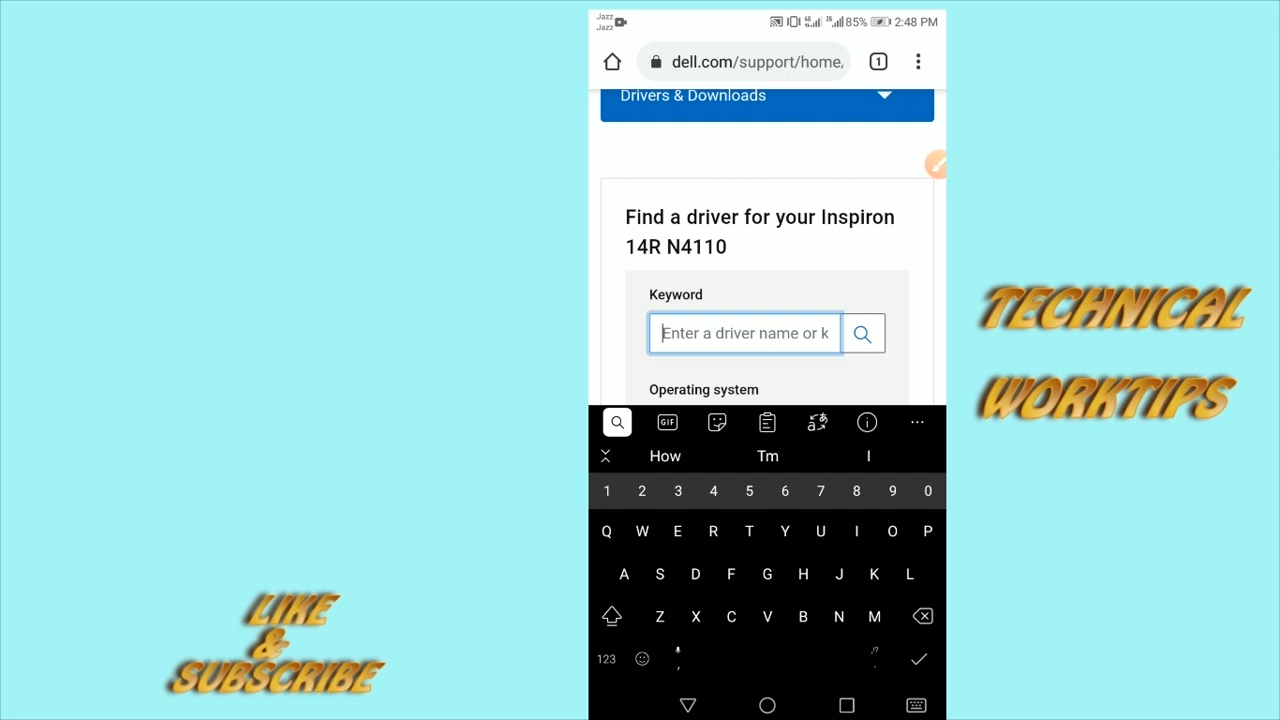 Jazz
Jazz
4G 2G 85% 2:48 PM
dell.com/support/home,
1
Drivers & Downloads
Find a driver for your Inspiron
14R N4110
Keyword
Enter a driver name or k
Operating system
GIF
How Tm I
1 2 3 4 5 6 7 8 9 0
Q W E R T Y U I O P
A S D F G H J K L
Z X C V B N M
123 , .
TECHNICAL
WORKTIPS
LIKE
&
SUBSCRIBE